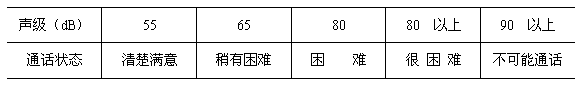 声级（dB） 55 65 80 80 以上 90 以上
通话状态 清楚满意 稍有困难 困 难 很 困 难 不可能通话